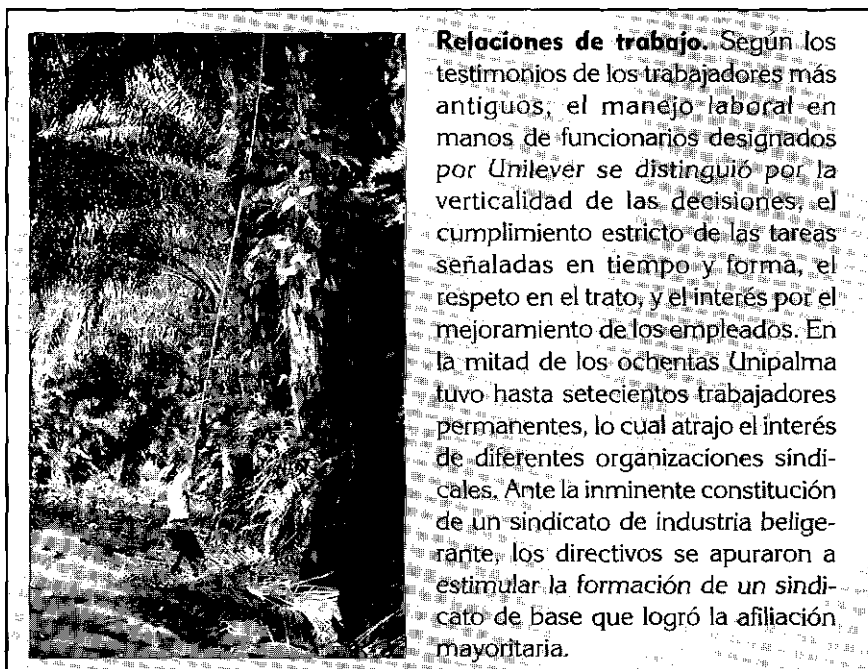 Relaciones de trabajo. Según los
testimonios de los trabajadores más
antiguos, el manejo laboral en
manos de funcionarios designados
por Unilever se distinguió por la
verticalidad de las decisiones, el
cumplimiento estricto de las tareas
señaladas en tiempo y forma, el
respeto en el trato, y el interés por el
mejoramiento de los empleados. En
la mitad de los ochentas Unipalma
tuvo hasta setecientos trabajadores
permanentes, lo cual atrajo el interés
de diferentes organizaciones sindi-
cales. Ante la inminente constitución
de un sindicato de industria belige-
rante, los directivos se apuraron a
estimular la formación de un sindi-
cato de base que logró la afiliación
mayoritaria.